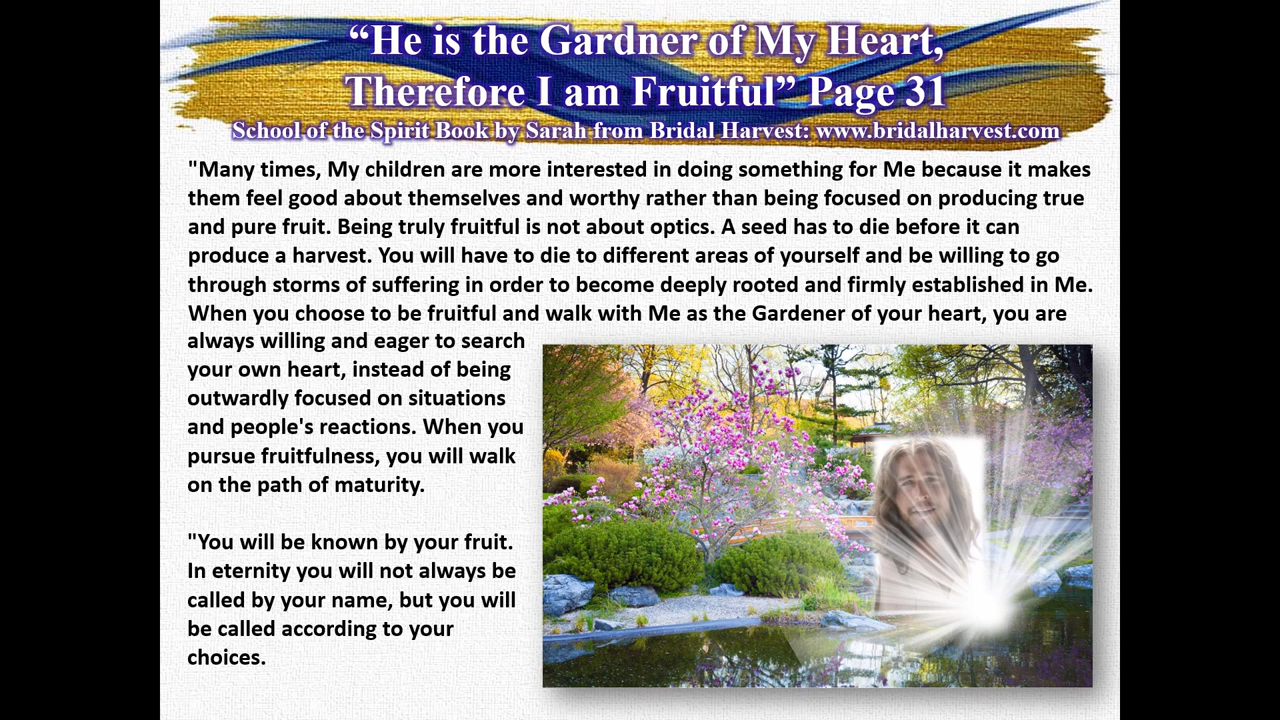 “He is the Gardner of My Heart,
Therefore I am Fruitful” Page 31
School of the Spirit Book by Sarah from Bridal Harvest: www.bridalharvest.com
"Many times, My children are more interested in doing something for Me because it makes
them feel good about themselves and worthy rather than being focused on producing true
and pure fruit. Being truly fruitful is not about optics. A seed has to die before it can
produce a harvest. You will have to die to different areas of yourself and be willing to go
through storms of suffering in order to become deeply rooted and firmly established in Me.
When you choose to be fruitful and walk with Me as the Gardener of your heart, you are
always willing and eager to search
your own heart, instead of being
outwardly focused on situations
and people's reactions. When you
pursue fruitfulness, you will walk
on the path of maturity.
"You will be known by your fruit.
In eternity you will not always be
called by your name, but you will
be called according to your
choices.